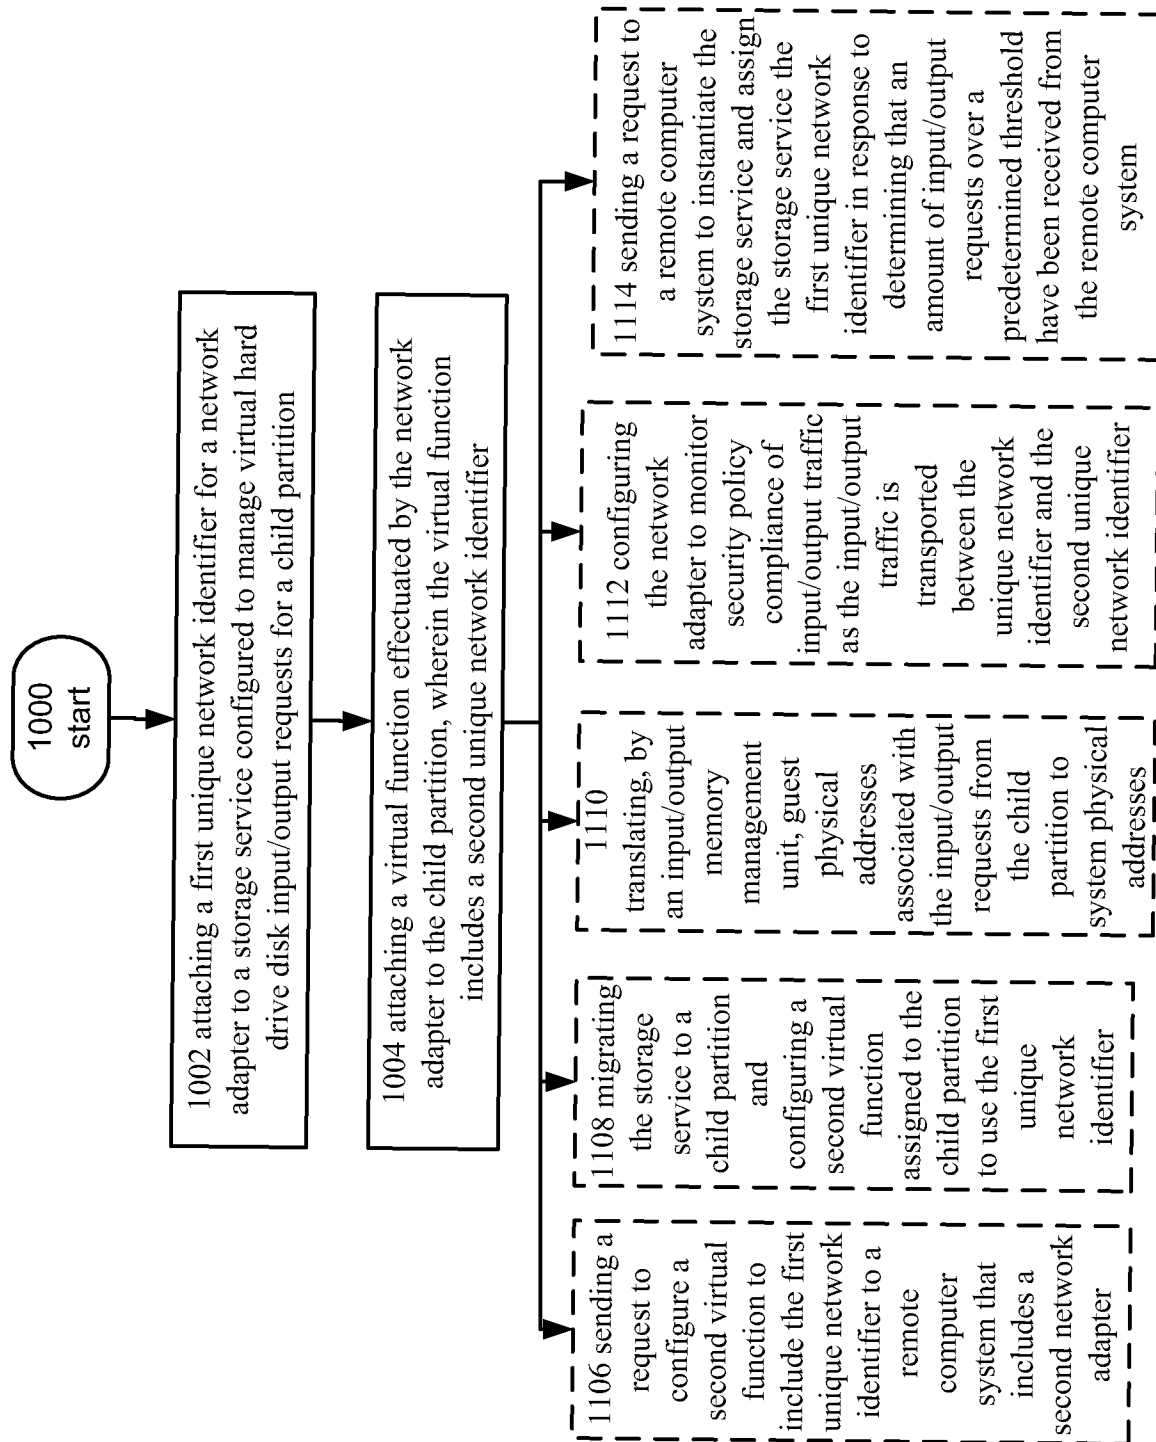 1000
start
1002 attaching a first unique network identifier for a network
adapter to a storage service configured to manage virtual hard
drive disk input/output requests for a child partition
1004 attaching a virtual function effectuated by the network
adapter to the child partition, wherein the virtual function
includes a second unique network identifier
1106 sending a
request to
configure a
second virtual
function to
include the first
unique network
identifier to a
remote
computer
system that
includes a
second network
adapter
1108 migrating
the storage
service to a
child partition
and
configuring a
second virtual
function
assigned to the
child partition
to use the first
unique
network
identifier
1110
translating, by
an input/output
memory
management
unit, guest
physical
addresses
associated with
the input/output
requests from
the child
partition to
system physical
addresses
1112 configuring
the network
adapter to monitor
security policy
compliance of
input/output traffic
as the input/output
traffic is
transported
between the
unique network
identifier and the
second unique
network identifier
1114 sending a request to
a remote computer
system to instantiate the
storage service and assign
the storage service the
first unique network
identifier in response to
determining that an
amount of input/output
requests over a
predetermined threshold
have been received from
the remote computer
system